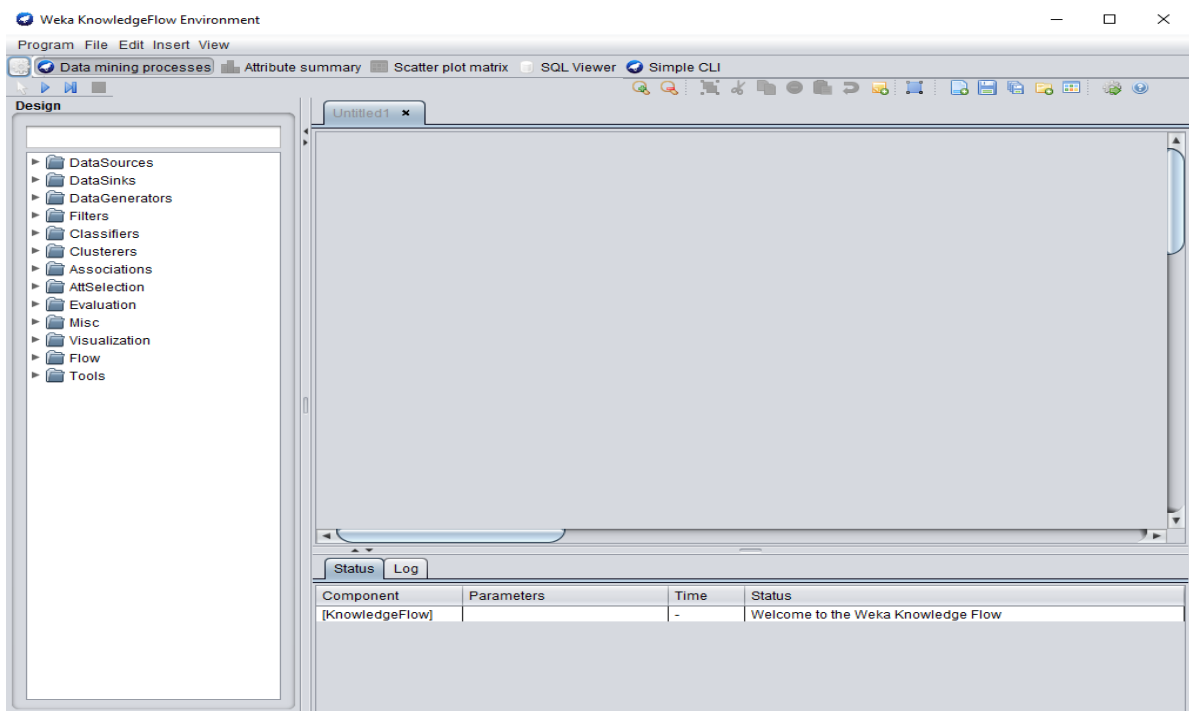 Weka KnowledgeFlow Environment
Program File Edit Insert View
Data mining processes Attribute summary Scatter plot matrix SQL Viewer Simple CLI
Design
Untitled1
DataSources
DataSinks
DataGenerators
Filters
Classifiers
Clusterers
Associations
AttSelection
Evaluation
Misc
Visualization
Flow
Tools
Status Log
Component Parameters Time Status
[KnowledgeFlow] - Welcome to the Weka Knowledge Flow